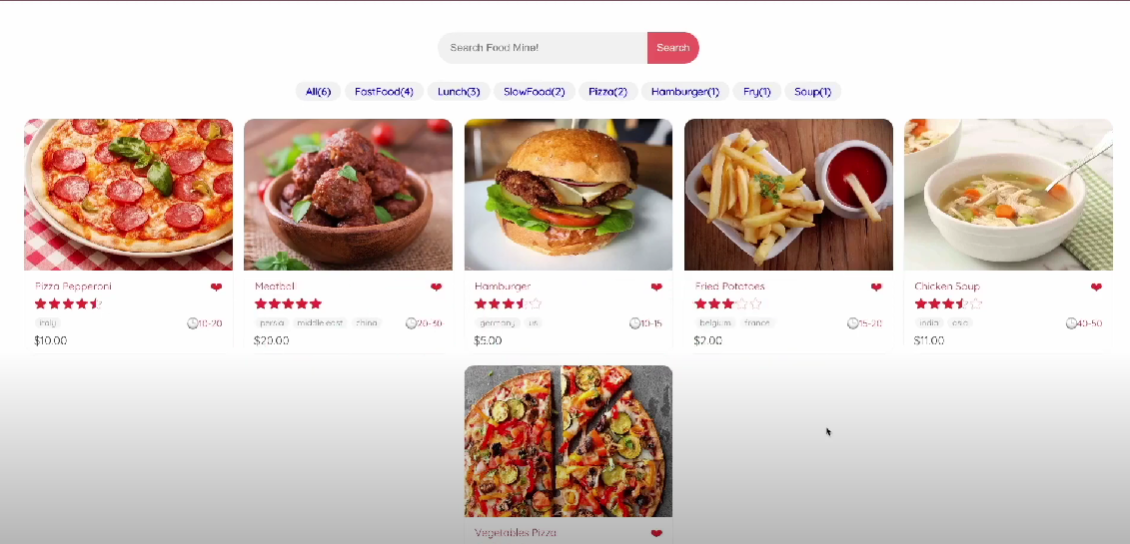 Search Food Mine!
Search
All(6) FastFood(4) Lunch(3) SlowFood(2) Pizza(2) Hamburger(1) Fry(1) Soup(1)
Pizza Pepperoni
italy
10-20
$10.00
Meatball
persia middle east china
20-30
$20.00
Hamburger
germany us
10-15
$5.00
Fried Potatoes
belgium france
15-20
$2.00
Chicken Soup
india asia
40-50
$11.00
Vegetables Pizza